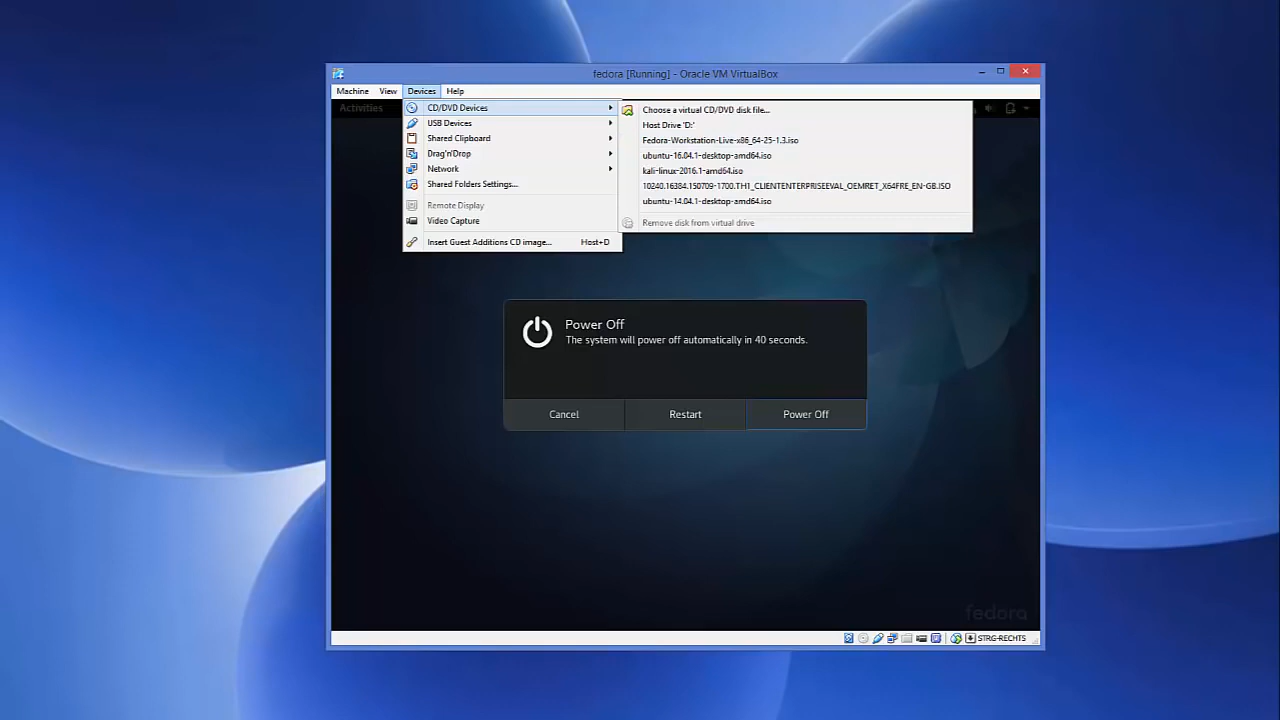 fedora [Running] - Oracle VM VirtualBox
Machine View Devices Help
Activities
CD/DVD Devices
USB Devices
Shared Clipboard
Drag'n'Drop
Network
Shared Folders Settings...
Remote Display
Video Capture
Insert Guest Additions CD image... Host+D
Choose a virtual CD/DVD disk file...
Host Drive 'D:'
Fedora-Workstation-Live-x86_64-25-1.3.iso
ubuntu-16.04.1-desktop-amd64.iso
kali-linux-2016.1-amd64.iso
10240.16384.150709-1700.TH1_CLIENTENTERPRISEEVAL_OEMRET_X64FRE_EN-GB.ISO
ubuntu-14.04.1-desktop-amd64.iso
Remove disk from virtual drive
Power Off
The system will power off automatically in 40 seconds.
Cancel Restart Power Off
fedora
STRG-RECHTS